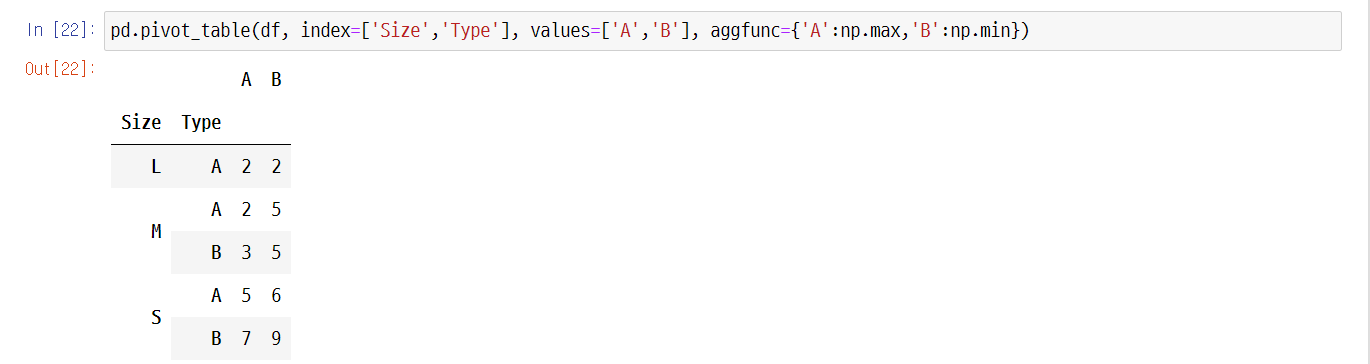 In [22]: pd.pivot_table(df, index=['Size','Type'], values=['A','B'], aggfunc={'A':np.max,'B':np.min})
Out[22]:
A B
Size Type
L A 2 2
A 2 5
M
B 3 5
A 5 6
S
B 7 9